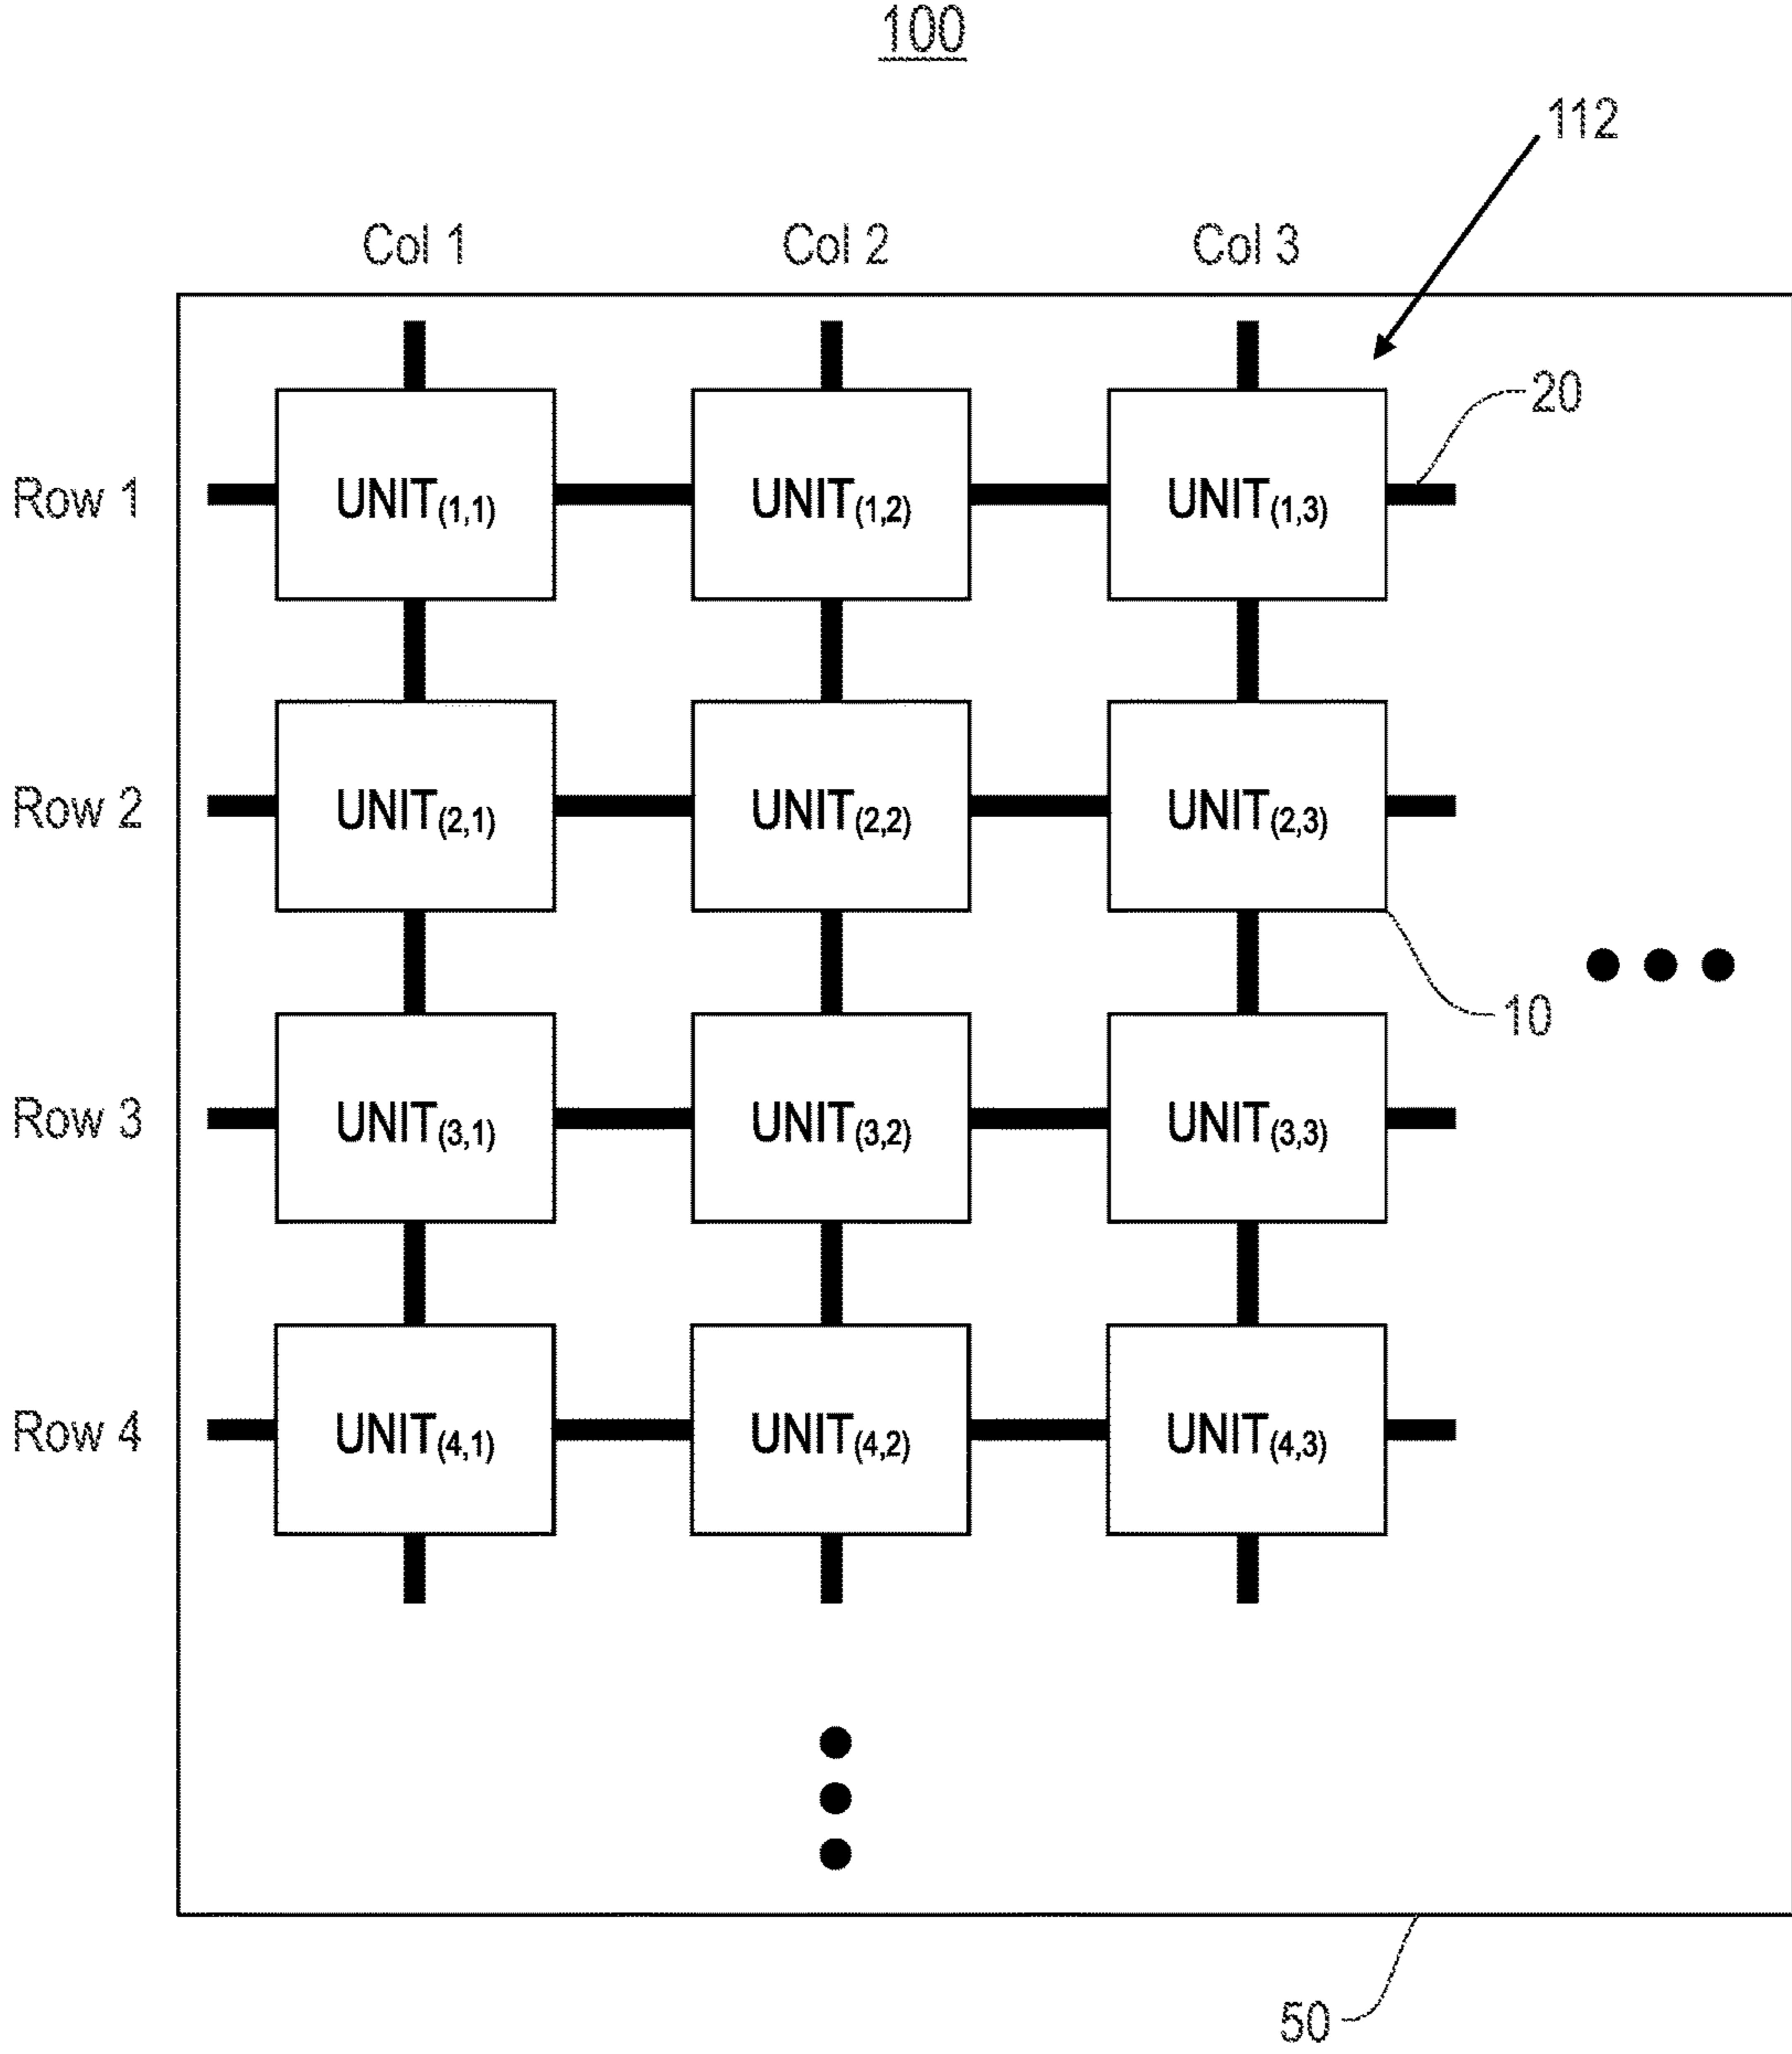 100
112
Col 1 Col 2 Col 3
20
Row 1 UNIT(1,1) UNIT(1,2) UNIT(1,3)
Row 2 UNIT(2,1) UNIT(2,2) UNIT(2,3)
10
Row 3 UNIT(3,1) UNIT(3,2) UNIT(3,3)
Row 4 UNIT(4,1) UNIT(4,2) UNIT(4,3)
50